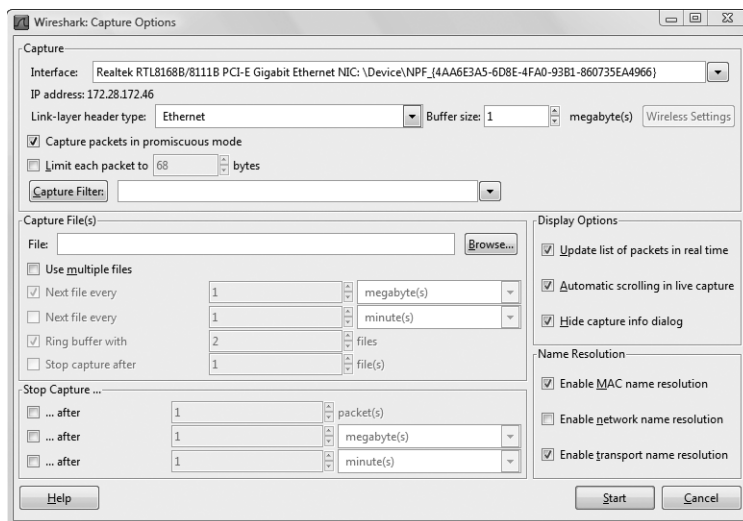 Wireshark: Capture Options
Capture
Interface: Realtek RTL8168B/8111B PCI-E Gigabit Ethernet NIC: \Device\NPF_{4AA6E3A5-6D8E-4FA0-93B1-860735EA4966}
IP address: 172.28.172.46
Link-layer header type: Ethernet Buffer size: 1 megabyte(s) Wireless Settings
Capture packets in promiscuous mode
Limit each packet to 68 bytes
Capture Filter:
Capture File(s)
File: Browse...
Use multiple files
Next file every 1 megabyte(s)
Next file every 1 minute(s)
Ring buffer with 2 files
Stop capture after 1 file(s)
Stop Capture ...
... after 1 packet(s)
... after 1 megabyte(s)
... after 1 minute(s)
Display Options
Update list of packets in real time
Automatic scrolling in live capture
Hide capture info dialog
Name Resolution
Enable MAC name resolution
Enable network name resolution
Enable transport name resolution
Help Start Cancel